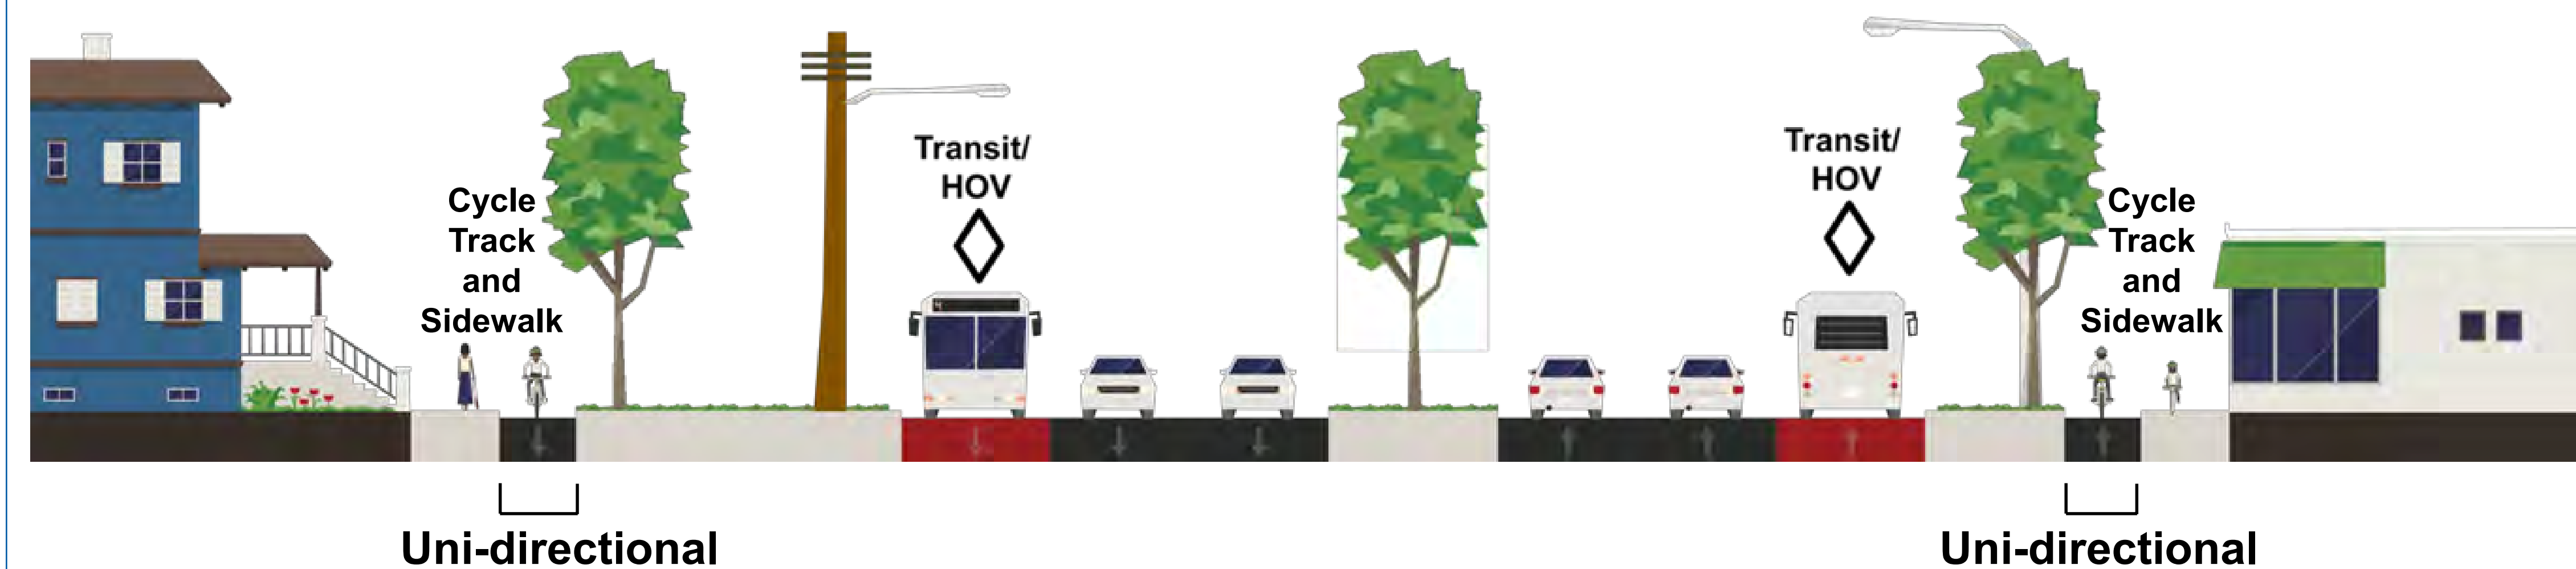 Transit/
HOV
Transit/
HOV
Cycle
Track
and
Sidewalk
Cycle
Track
and
Sidewalk
Uni-directional
Uni-directional